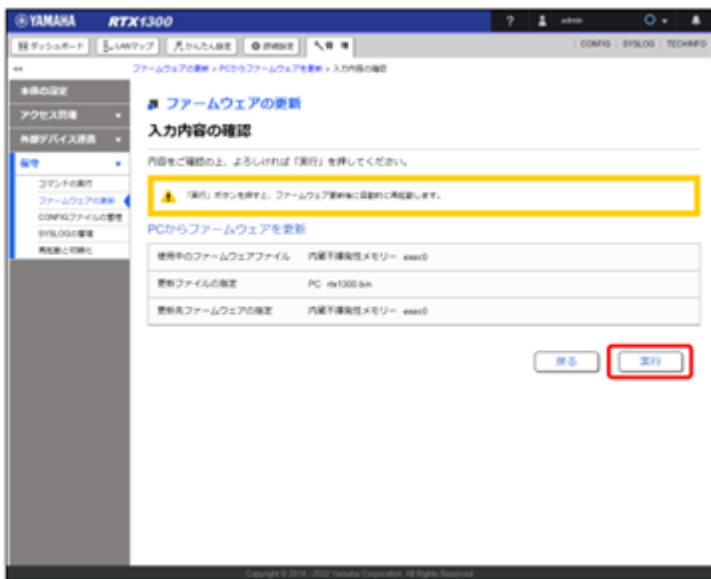 YAMAHA RTX1300 ? admin
ダッシュボード LANマップ かんたん設定 詳細設定 管理 CONFIG SYSLOG TECHINFO
<< ファームウェアの更新 > PCからファームウェアを更新 > 入力内容の確認
本体の設定
アクセス管理
外部デバイス連携
保守
コマンドの実行
ファームウェアの更新
CONFIGファイルの管理
SYSLOGの管理
再起動と初期化
ファームウェアの更新
入力内容の確認
内容をご確認の上、よろしければ「実行」を押してください。
「実行」ボタンを押すと、ファームウェア更新後に自動的に再起動します。
PCからファームウェアを更新
使用中のファームウェアファイル 内蔵不揮発性メモリー exec0
更新ファイルの指定 PC rtx1300.bin
更新先ファームウェアの指定 内蔵不揮発性メモリー exec0
戻る 実行
Copyright © 2014 - 2022 Yamaha Corporation. All Rights Reserved.